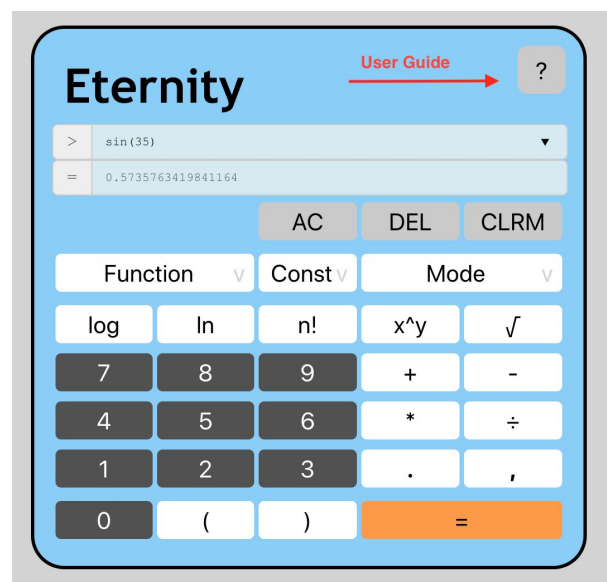 User Guide
?
Eternity
> sin(35) ▼
= 0.5735763419841164
AC DEL CLRM
Function v Const v Mode v
log ln n! x^y √
7 8 9 + -
4 5 6 * ÷
1 2 3 . ,
0 ( ) =